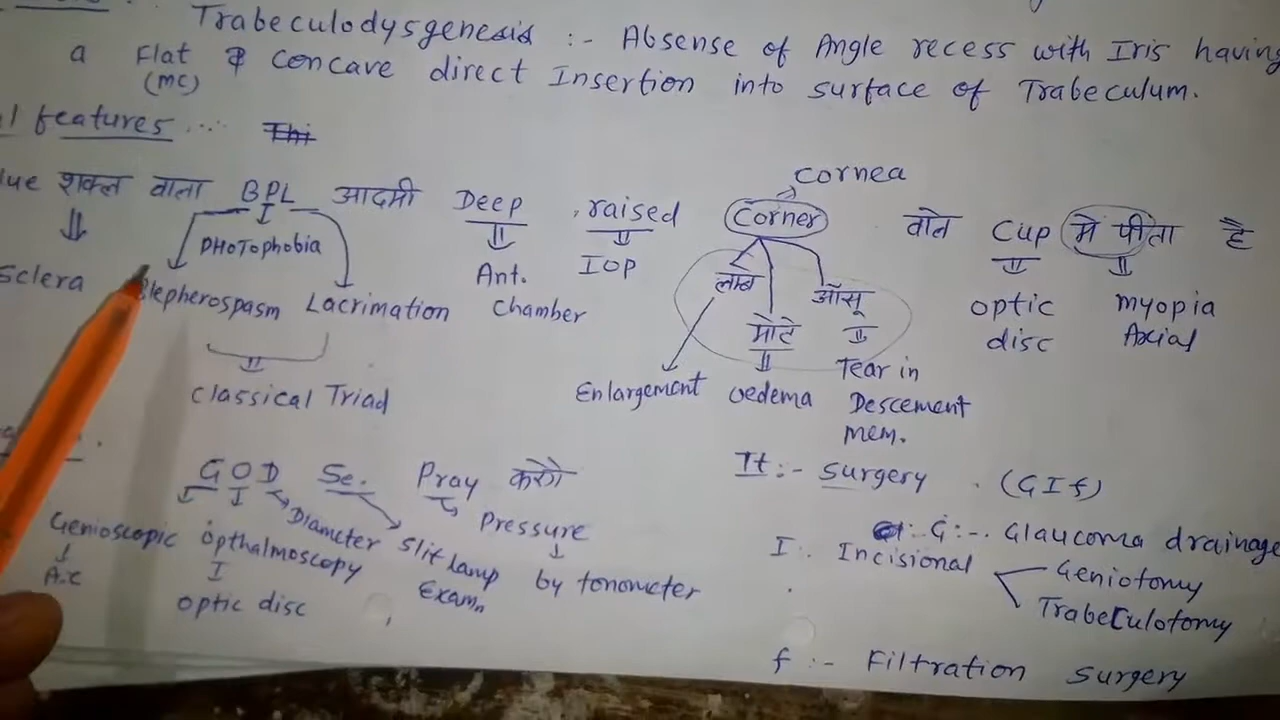 Trabeculodysgenesis :- Absense of Angle recess with Iris having
a Flat & concave direct Insertion into surface of Trabeculum.
(mc)
features ....
शक्ल वाला BPL आदमी Deep , raised Corner वोन Cup मे पीता है
cornea
PHOTophobia
Sclera Blepherospasm Lacrimation
Ant. Chamber
IOP
लम्बे मोटे आँसू
optic disc
myopia Axial
Classical Triad
Enlargement oedema Tear in Descement mem.
GOD Se. Pray करोगे
Genioscopic opthalmoscopy Diameter Slit lamp Examn Pressure
A.C
optic disc
by tonometer
Tt :- Surgery . (GIf)
G :-. Glaucoma drainage
I : Incisional Geniotomy
Trabeculotomy
f :- Filtration surgery